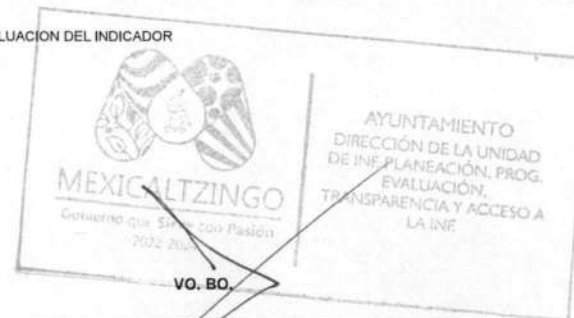 LUACION DEL INDICADOR
MEXICALTZINGO
Gobierno que Sirve con Pasión
2022-2024
AYUNTAMIENTO
DIRECCIÓN DE LA UNIDAD
DE INF. PLANEACIÓN, PROG.
EVALUACIÓN,
TRANSPARENCIA Y ACCESO A
LA INF.
VO. BO.